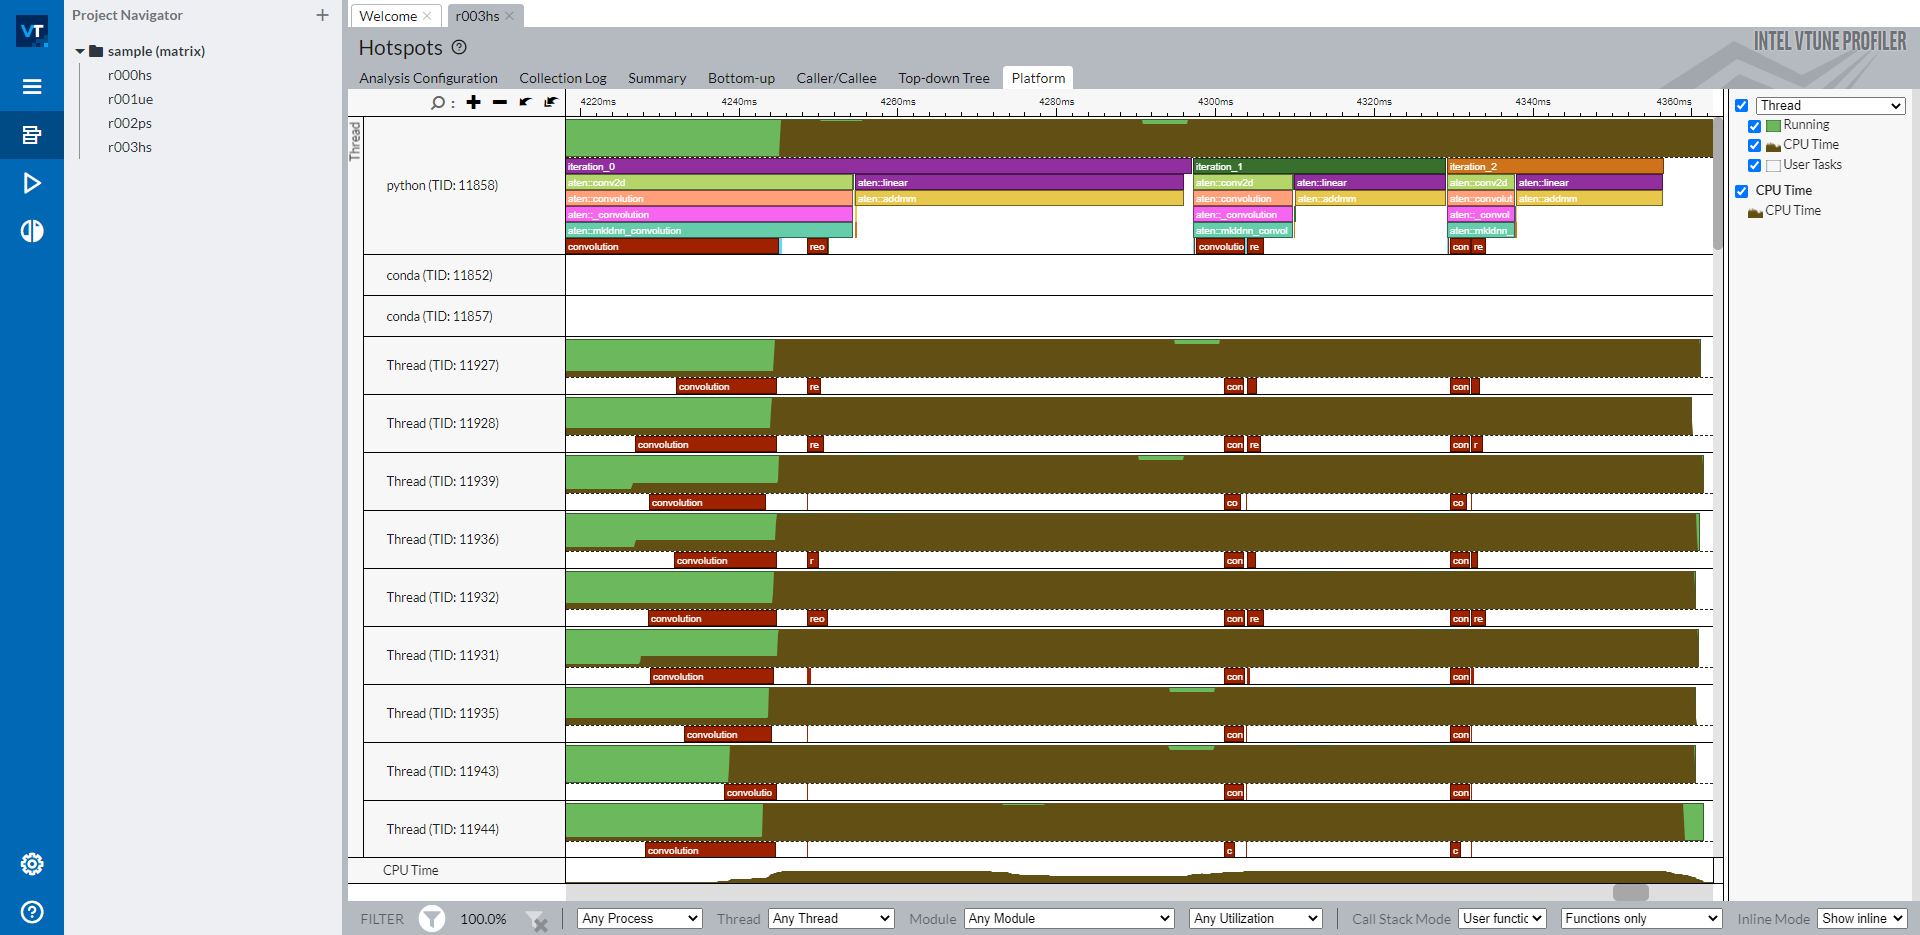 VT
Project Navigator
sample (matrix)
r000hs
r001ue
r002ps
r003hs
Welcome
r003hs
Hotspots
INTEL VTUNE PROFILER
Analysis Configuration
Collection Log
Summary
Bottom-up
Caller/Callee
Top-down Tree
Platform
4220ms 4240ms 4260ms 4280ms 4300ms 4320ms 4340ms 4360ms
Thread
python (TID: 11858)
iteration_0 iteration_1 iteration_2
aten::conv2d aten::linear aten::conv2d aten::linear aten::conv2d aten::linear
aten::convolution aten::addmm aten::convolution aten::addmm aten::convolut aten::addmm
aten::_convolution aten::_convolution aten::_convol
aten::mkldnn_convolution aten::mkldnn_convol aten::mkldnn_
convolution reo convolutio re con re
conda (TID: 11852)
conda (TID: 11857)
Thread (TID: 11927)
convolution re con con
Thread (TID: 11928)
convolution re con re con r
Thread (TID: 11939)
convolution co co
Thread (TID: 11936)
convolution r con con
Thread (TID: 11932)
convolution reo con re con re
Thread (TID: 11931)
convolution con con
Thread (TID: 11935)
convolution con con
Thread (TID: 11943)
convolutio con con
Thread (TID: 11944)
convolution c c
CPU Time
Thread
Running
CPU Time
User Tasks
CPU Time
CPU Time
FILTER 100.0% Any Process Thread Any Thread Module Any Module Any Utilization Call Stack Mode User functic Functions only Inline Mode Show inline